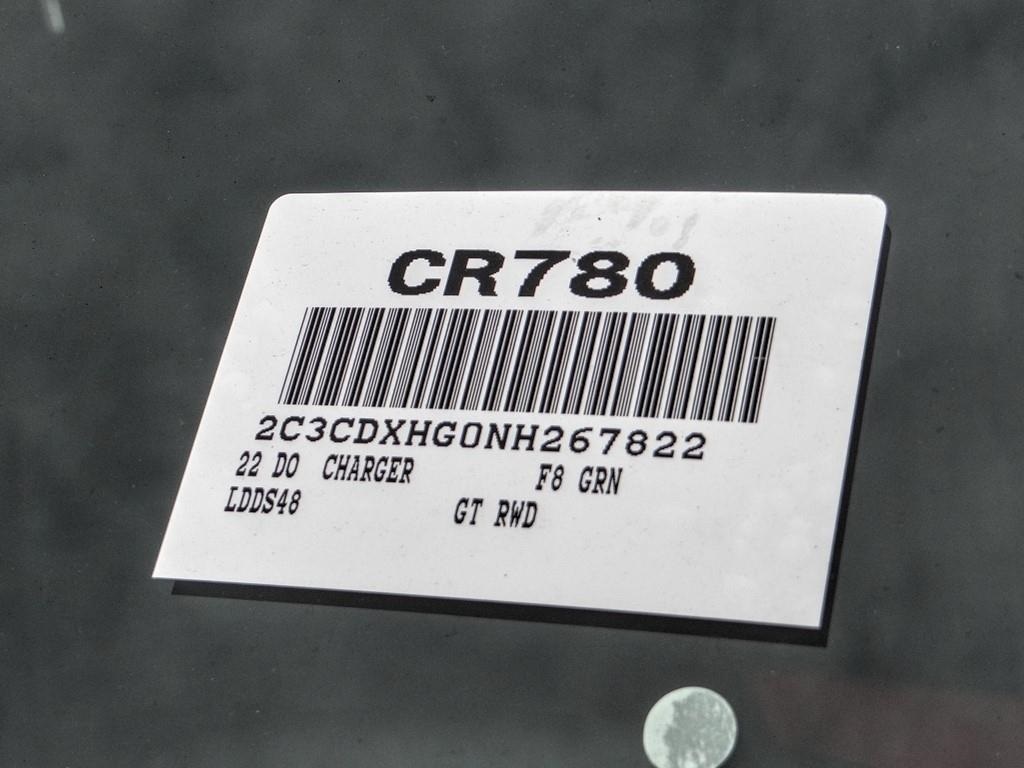 CR780
2C3CDXHG0NH267822
22 DO CHARGER F8 GRN
LDDS48 GT RWD